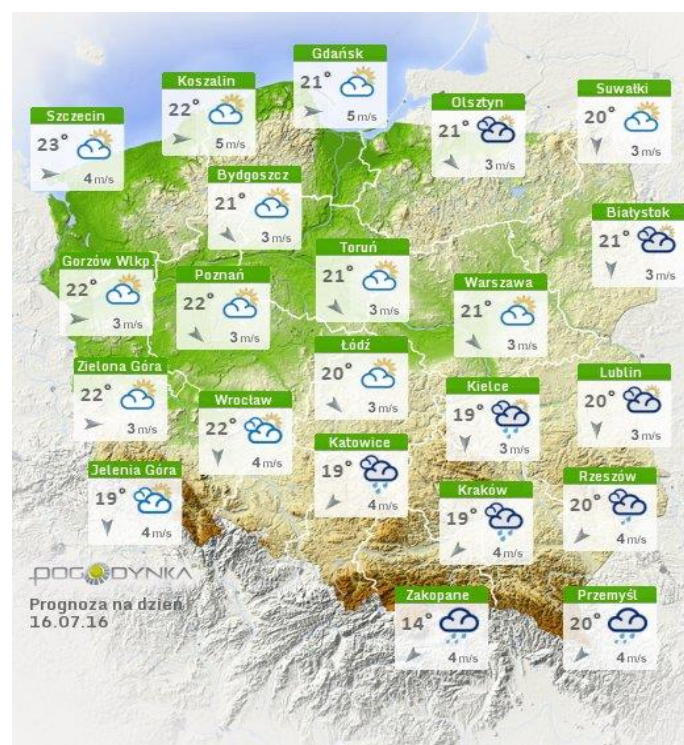 Gdańsk
21°
5 m/s
Koszalin
22°
5 m/s
Suwałki
20°
3 m/s
Olsztyn
21°
3 m/s
Szczecin
23°
4 m/s
Bydgoszcz
21°
3 m/s
Białystok
21°
3 m/s
Gorzów Wlkp.
22°
3 m/s
Poznań
22°
3 m/s
Toruń
21°
3 m/s
Warszawa
21°
3 m/s
Łódź
20°
3 m/s
Zielona Góra
22°
3 m/s
Wrocław
22°
4 m/s
Kielce
19°
3 m/s
Lublin
20°
3 m/s
Katowice
19°
4 m/s
Jelenia Góra
19°
4 m/s
Kraków
19°
4 m/s
Rzeszów
20°
4 m/s
POGODYNKA
Prognoza na dzień
16.07.16
Zakopane
14°
4 m/s
Przemyśl
20°
4 m/s